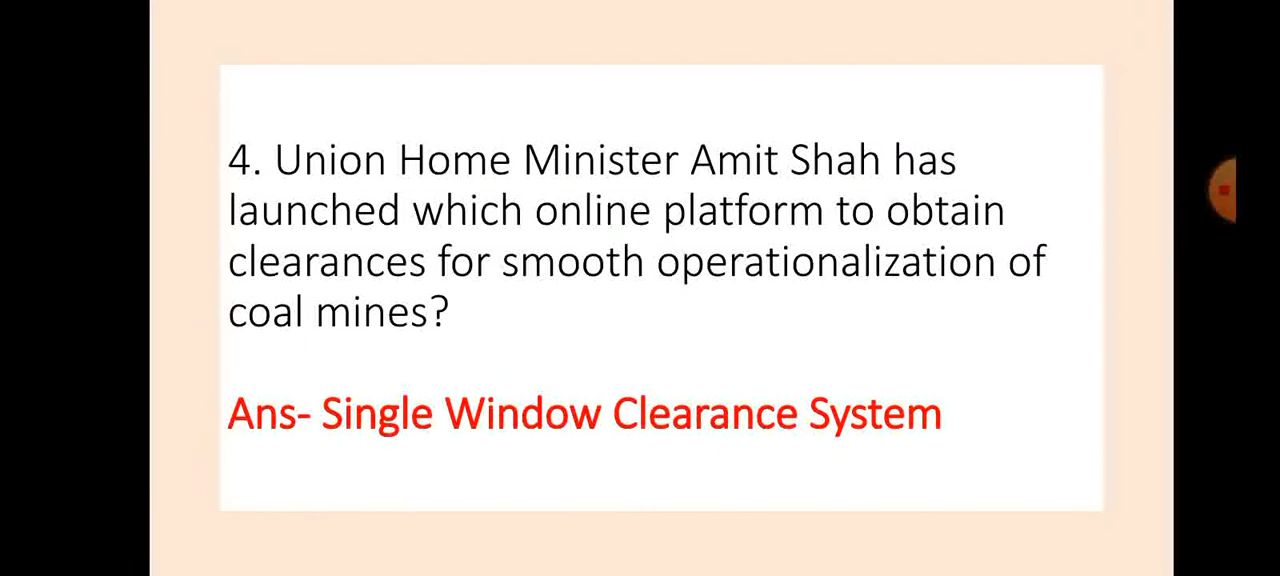 4. Union Home Minister Amit Shah has
launched which online platform to obtain
clearances for smooth operationalization of
coal mines?
Ans- Single Window Clearance System